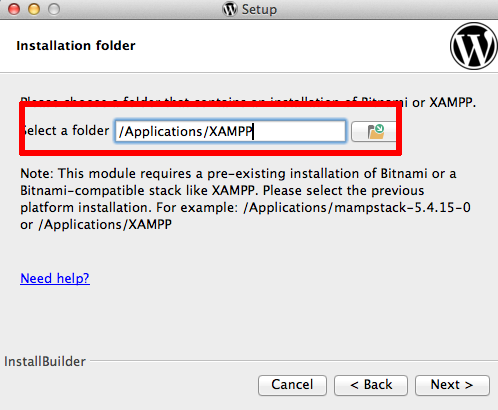 Setup
Installation folder
Please choose a folder that contains an installation of Bitnami or XAMPP.
Select a folder /Applications/XAMPP
Note: This module requires a pre-existing installation of Bitnami or a
Bitnami-compatible stack like XAMPP. Please select the previous
platform installation. For example: /Applications/mampstack-5.4.15-0
or /Applications/XAMPP
Need help?
InstallBuilder
Cancel < Back Next >